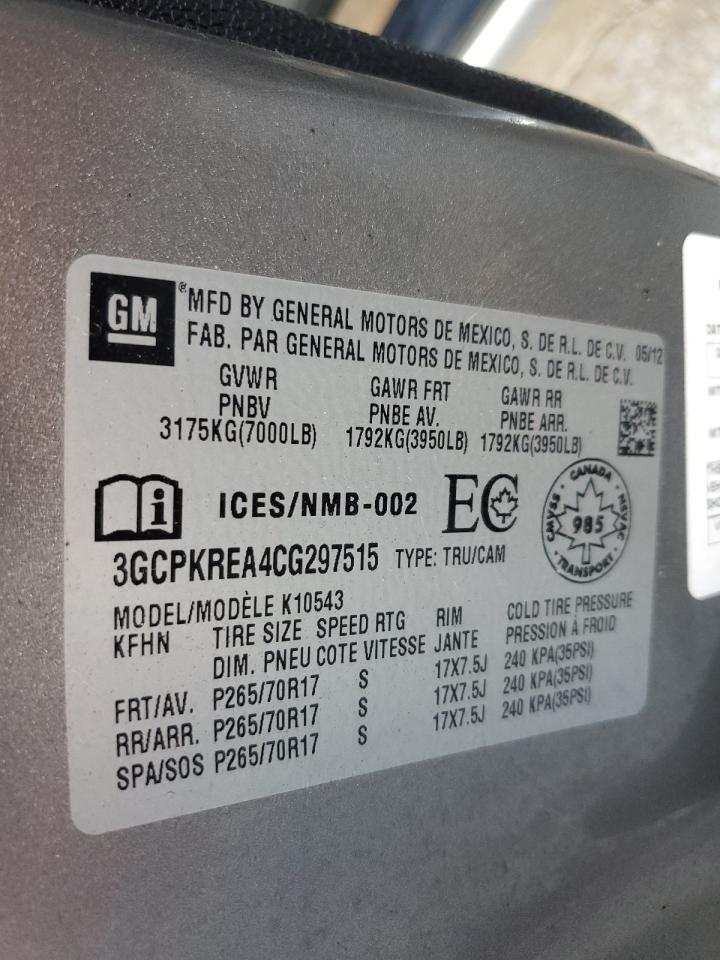 GM® MFD BY GENERAL MOTORS DE MEXICO, S. DE R.L. DE C.V. 05/12
FAB. PAR GENERAL MOTORS DE MEXICO, S. DE R.L. DE C.V.
GVWR GAWR FRT GAWR RR
PNBV PNBE AV. PNBE ARR.
3175KG(7000LB) 1792KG(3950LB) 1792KG(3950LB)
i ICES/NMB-002 EC CANADA CMVSS NSVAC 985 TRANSPORT
3GCPKREA4CG297515 TYPE: TRU/CAM
MODEL/MODÈLE K10543
KFHN TIRE SIZE SPEED RTG RIM COLD TIRE PRESSURE
DIM. PNEU COTE VITESSE JANTE PRESSION À FROID
FRT/AV. P265/70R17 S 17X7.5J 240 KPA(35PSI)
RR/ARR. P265/70R17 S 17X7.5J 240 KPA(35PSI)
SPA/SOS P265/70R17 S 17X7.5J 240 KPA(35PSI)